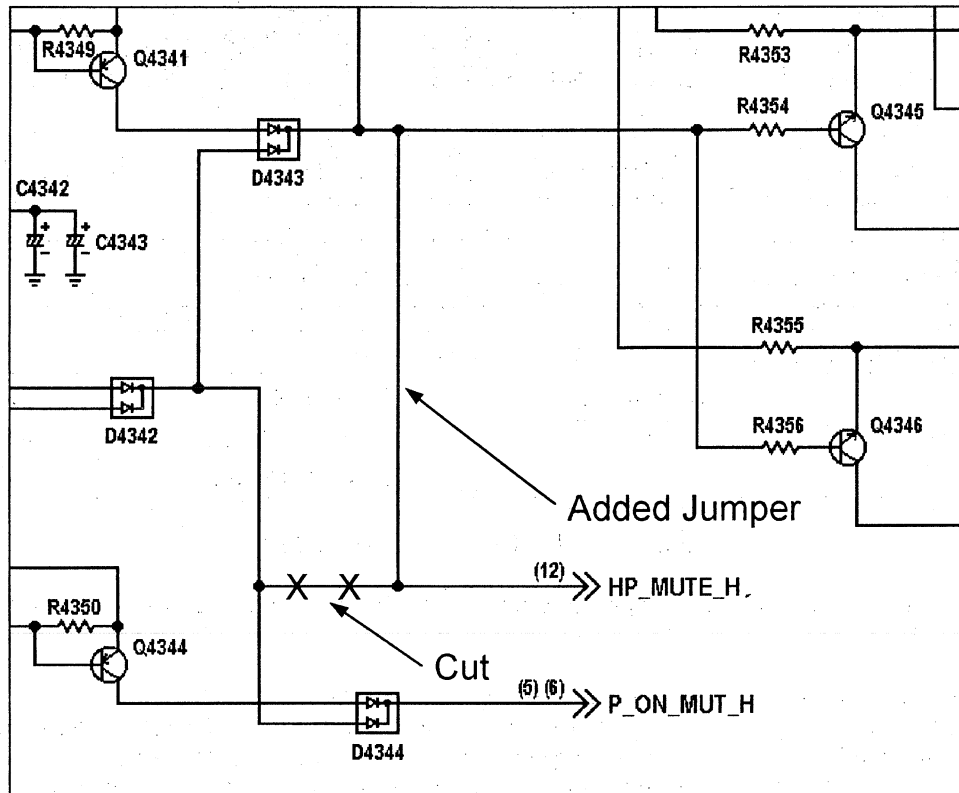 R4349
Q4341
R4353
R4354
Q4345
D4343
C4342
+
+
C4343
-
-
R4355
D4342
R4356
Q4346
Added Jumper
(12)
HP_MUTE_H.
R4350
Q4344
Cut
(5) (6)
P_ON_MUT_H
D4344